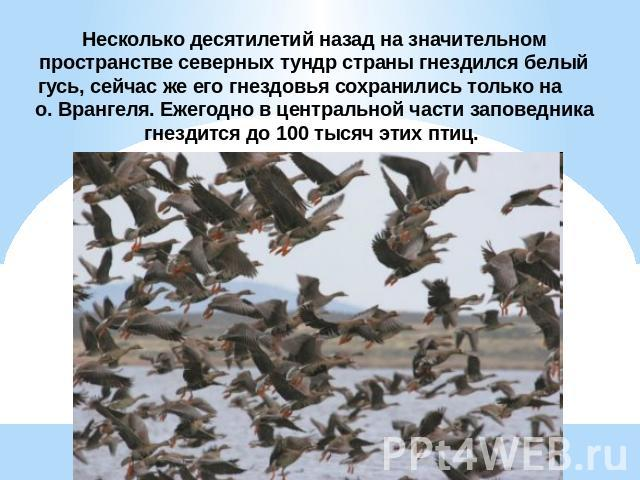 Несколько десятилетий назад на значительном
пространстве северных тундр страны гнездился белый
гусь, сейчас же его гнездовья сохранились только на
о. Врангеля. Ежегодно в центральной части заповедника
гнездится до 100 тысяч этих птиц.
PPt4WEB.ru